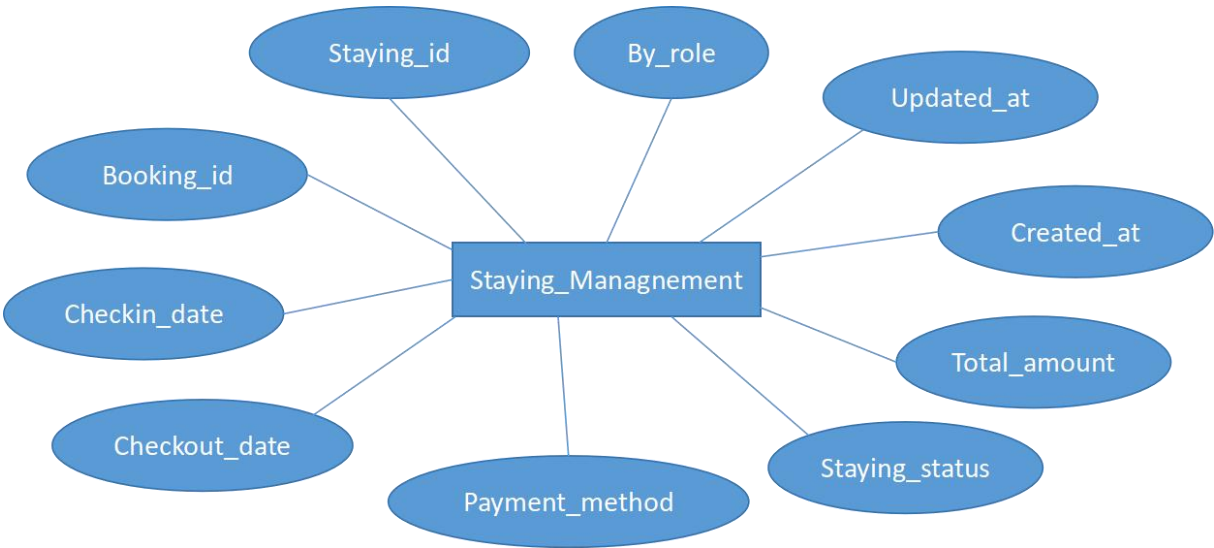 Staying_id
By_role
Updated_at
Booking_id
Created_at
Staying_Managnement
Checkin_date
Total_amount
Checkout_date
Staying_status
Payment_method